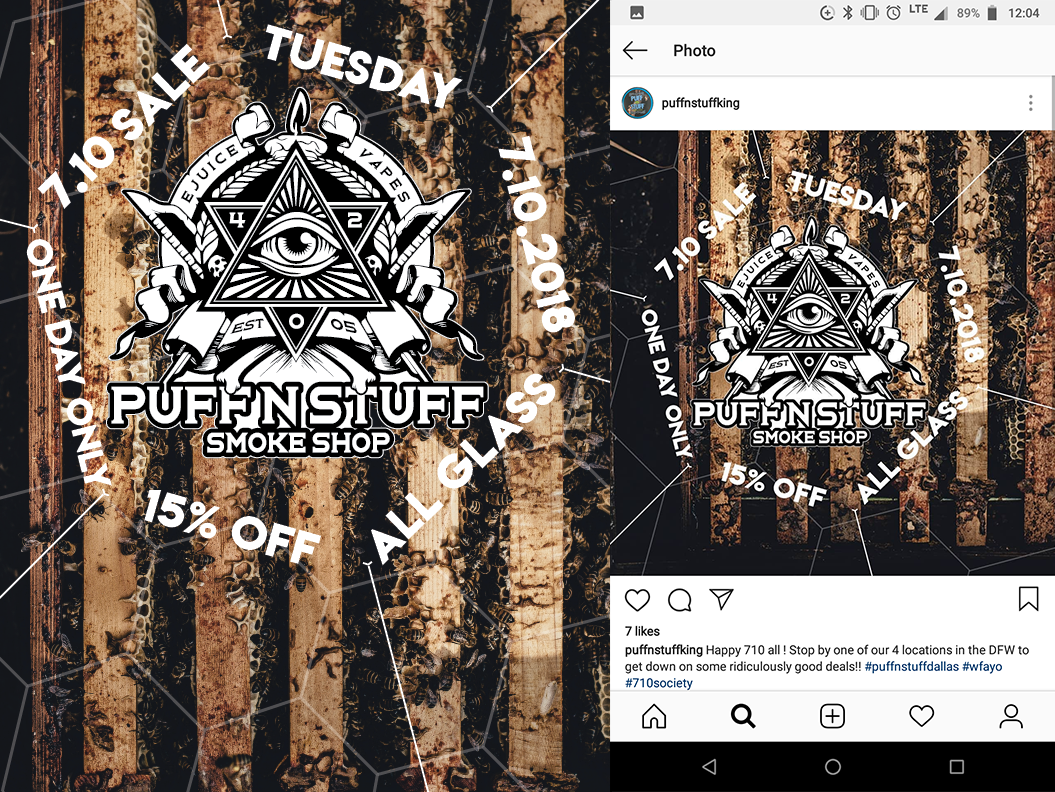 TUESDAY
7.10 SALE
7.10.2018
ONE DAY ONLY
15% OFF
ALL GLASS
EJUICE
VAPES
4 2
EST 0 05
PUFF N STUFF
SMOKE SHOP
LTE 89% 12:04
Photo
PUFF
STUFF
puffnstuffking
TUESDAY
7.10 SALE
7.10.2018
ONE DAY ONLY
15% OFF
ALL GLASS
EJUICE
VAPES
4 2
EST 0 05
PUFF N STUFF
SMOKE SHOP
7 likes
puffnstuffking Happy 710 all ! Stop by one of our 4 locations in the DFW to
get down on some ridiculously good deals!! #puffnstuffdallas #wfayo
#710society